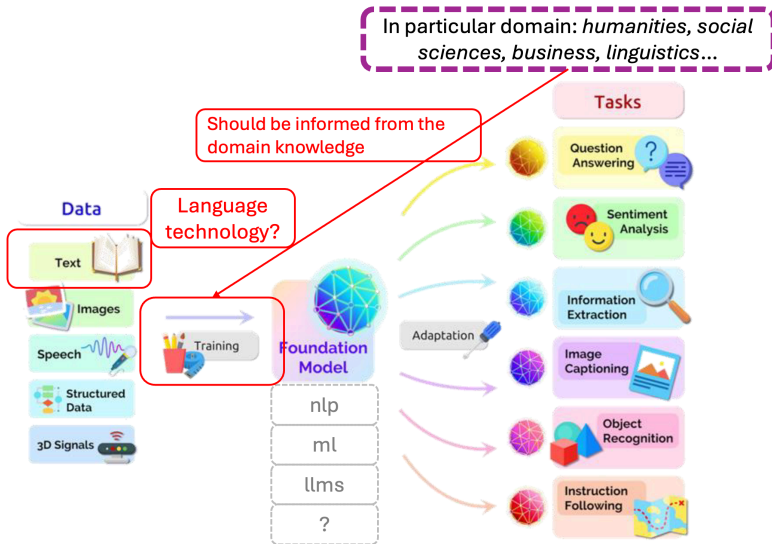 In particular domain: humanities, social
sciences, business, linguistics...
Should be informed from the
domain knowledge
Language
technology?
Data
Text
Images
Speech
Structured
Data
3D Signals
Training
Foundation
Model
nlp
ml
llms
?
Adaptation
Tasks
Question
Answering
?
Sentiment
Analysis
Information
Extraction
Image
Captioning
Object
Recognition
Instruction
Following